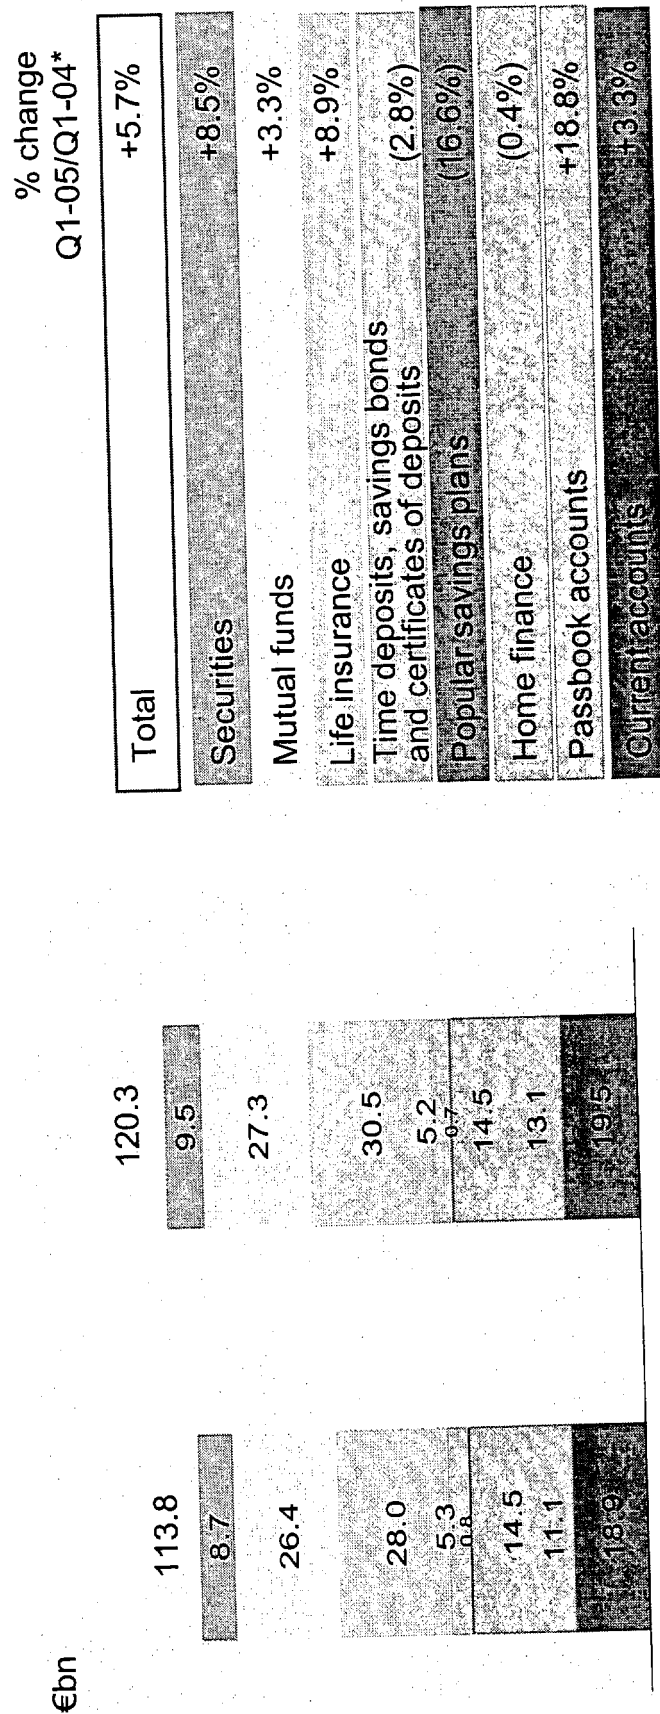 €bn
113.8
8.7
26.4
28.0
5.3
0.8
14.5
11.1
18.9
120.3
9.5
27.3
30.5
5.2
0.7
14.5
13.1
19.5
% change
Q1-05/Q1-04*
Total +5.7%
Securities +8.5%
Mutual funds +3.3%
Life insurance +8.9%
Time deposits, savings bonds
and certificates of deposits (2.8%)
Popular savings plans (16.6%)
Home finance (0.4%)
Passbook accounts +18.8%
Current accounts +3.3%